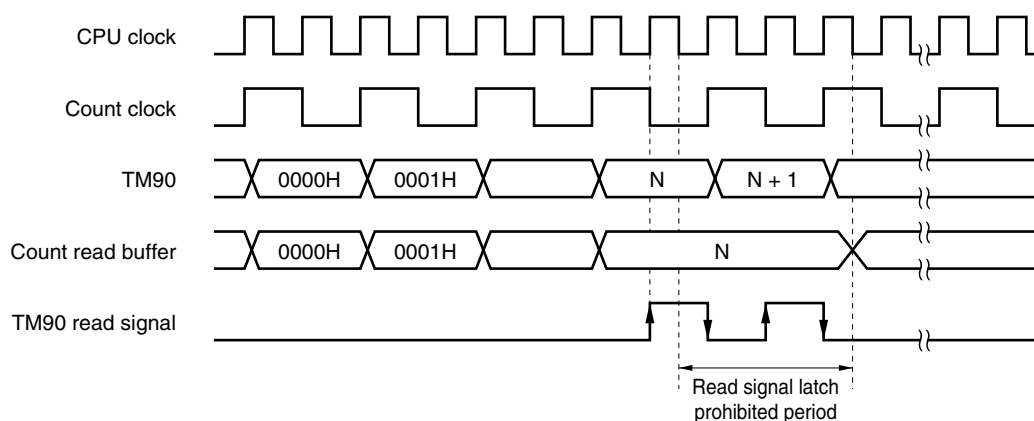 CPU clock
Count clock
TM90
0000H 0001H N N + 1
Count read buffer
0000H 0001H N
TM90 read signal
Read signal latch
prohibited period